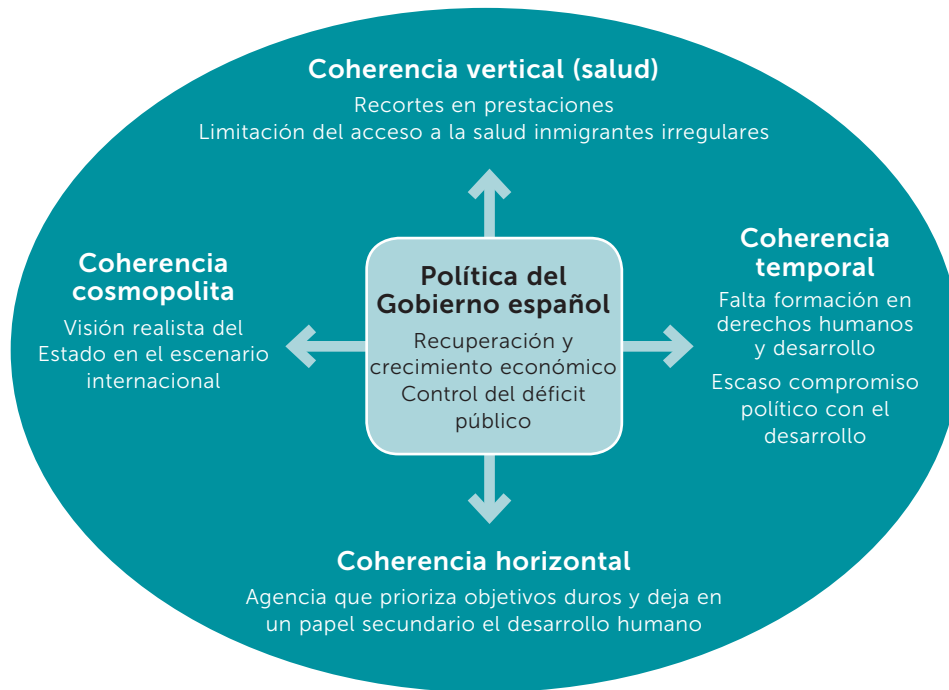 Coherencia vertical (salud)
Recortes en prestaciones
Limitación del acceso a la salud inmigrantes irregulares
Coherencia
cosmopolita
Visión realista del
Estado en el escenario
internacional
Política del
Gobierno español
Recuperación y
crecimiento económico
Control del déficit
público
Coherencia
temporal
Falta formación en
derechos humanos
y desarrollo
Escaso compromiso
político con el
desarrollo
Coherencia horizontal
Agencia que prioriza objetivos duros y deja en
un papel secundario el desarrollo humano